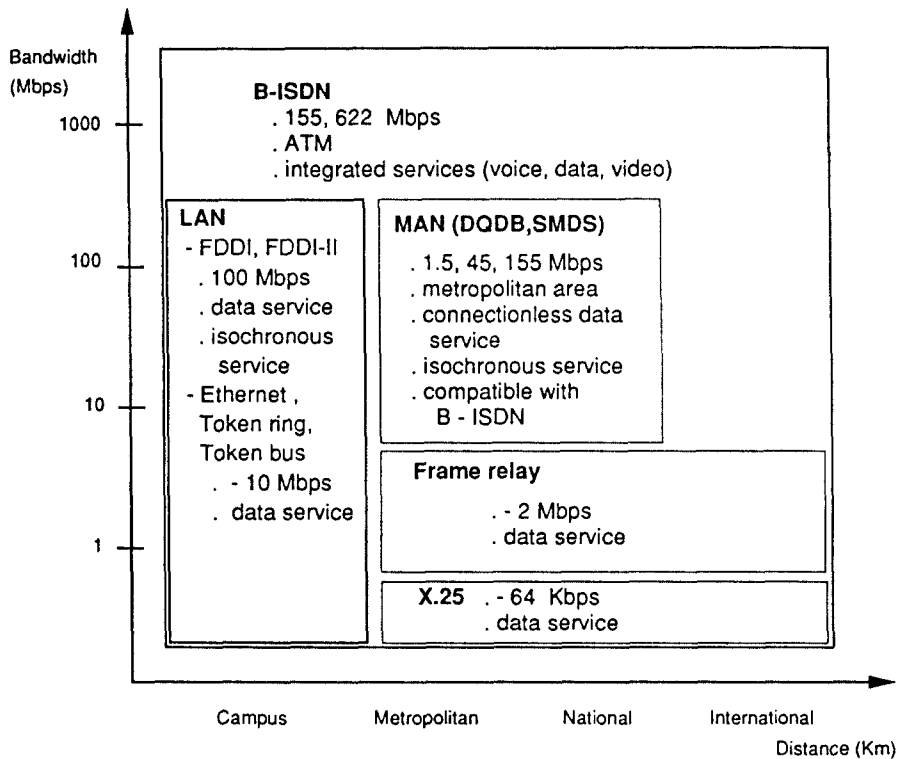 Bandwidth
(Mbps)
1000
100
10
1
B-ISDN
. 155, 622 Mbps
. ATM
. integrated services (voice, data, video)
LAN
- FDDI, FDDI-II
. 100 Mbps
. data service
. isochronous
service
- Ethernet ,
Token ring,
Token bus
. - 10 Mbps
. data service
MAN (DQDB,SMDS)
. 1.5, 45, 155 Mbps
. metropolitan area
. connectionless data
service
. isochronous service
. compatible with
B - ISDN
Frame relay
. - 2 Mbps
. data service
X.25 . - 64 Kbps
. data service
Campus Metropolitan National International
Distance (Km)